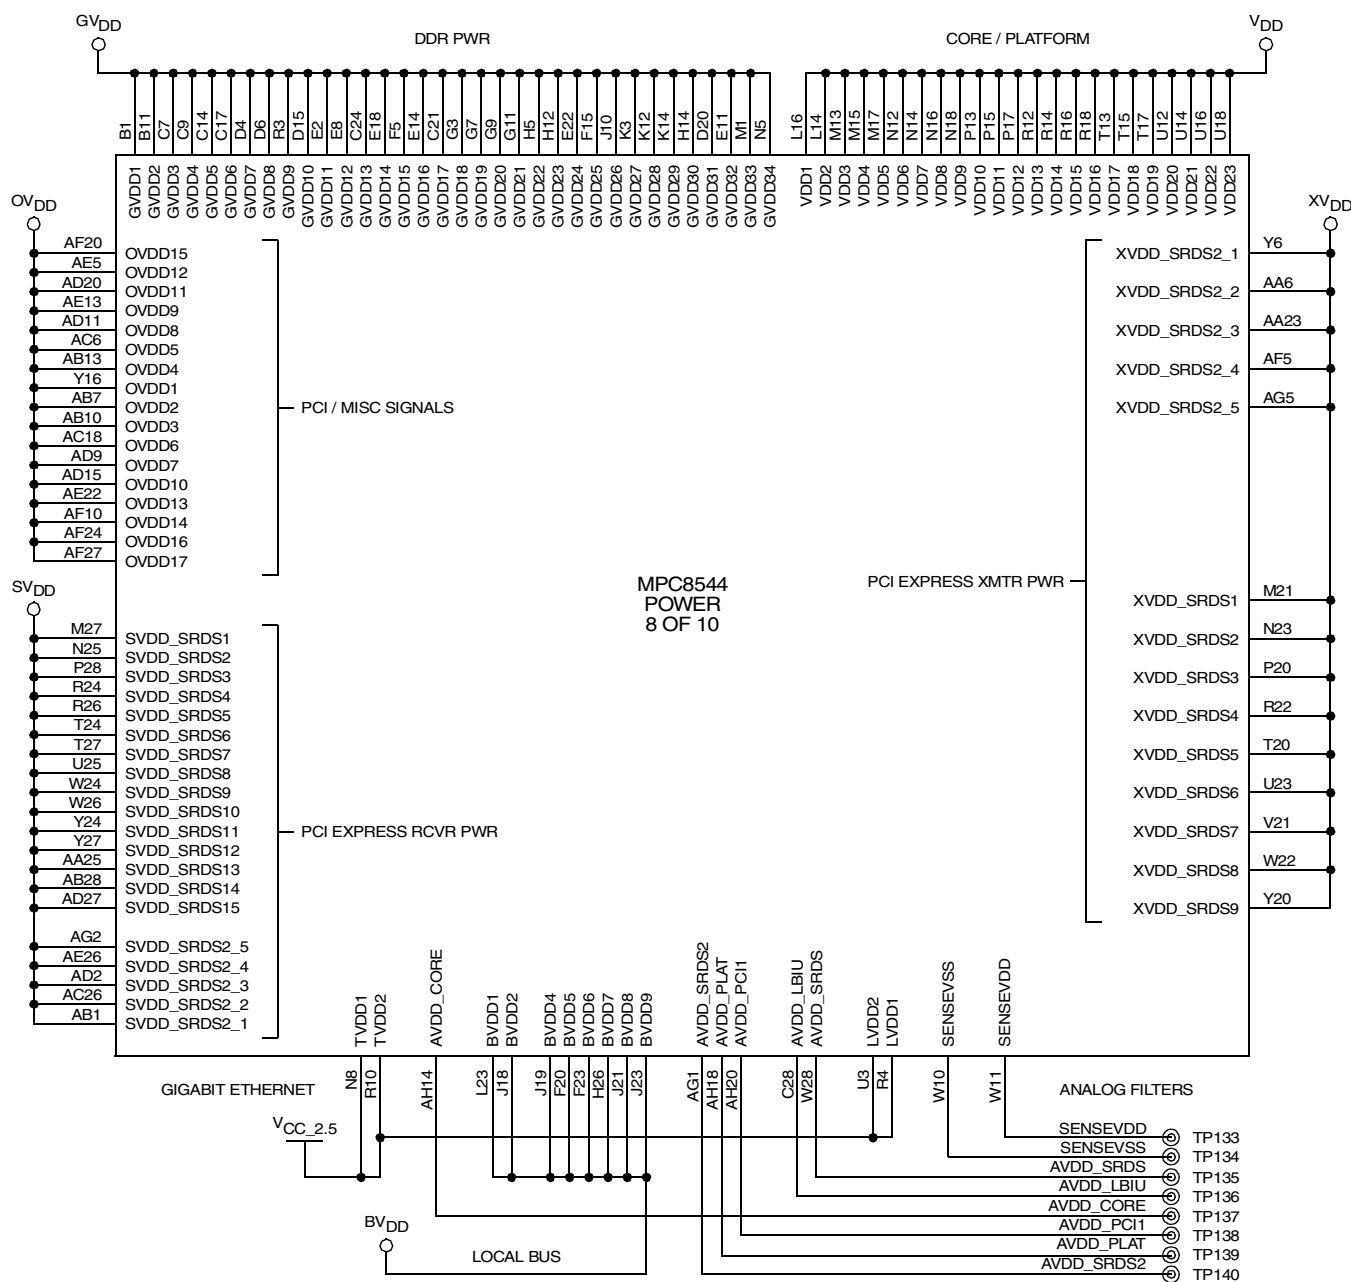 GVDD
DDR PWR
CORE / PLATFORM
VDD
B1 B11 C7 C9 C14 C17 D4 D6 R3 D15 E2 E8 C24 E18 F5 E14 C21 G3 G7 G9 G11 H5 H12 E22 F15 J10 K3 K12 K14 H14 D20 E11 M1 N5
L16 L14 M13 M15 M17 N12 N14 N16 N18 P13 P15 P17 R12 R14 R16 R18 T13 T15 T17 U12 U14 U16 U18
GVDD1 GVDD2 GVDD3 GVDD4 GVDD5 GVDD6 GVDD7 GVDD8 GVDD9 GVDD10 GVDD11 GVDD12 GVDD13 GVDD14 GVDD15 GVDD16 GVDD17 GVDD18 GVDD19 GVDD20 GVDD21 GVDD22 GVDD23 GVDD24 GVDD25 GVDD26 GVDD27 GVDD28 GVDD29 GVDD30 GVDD31 GVDD32 GVDD33 GVDD34
VDD1 VDD2 VDD3 VDD4 VDD5 VDD6 VDD7 VDD8 VDD9 VDD10 VDD11 VDD12 VDD13 VDD14 VDD15 VDD16 VDD17 VDD18 VDD19 VDD20 VDD21 VDD22 VDD23
OVDD
AF20 OVDD15
AE5 OVDD12
AD20 OVDD11
AE13 OVDD9
AD11 OVDD8
AC6 OVDD5
AB13 OVDD4
Y16 OVDD1
AB7 OVDD2
AB10 OVDD3
AC18 OVDD6
AD9 OVDD7
AD15 OVDD10
AE22 OVDD13
AF10 OVDD14
AF24 OVDD16
AF27 OVDD17
PCI / MISC SIGNALS
XVDD
XVDD_SRDS2_1 Y6
XVDD_SRDS2_2 AA6
XVDD_SRDS2_3 AA23
XVDD_SRDS2_4 AF5
XVDD_SRDS2_5 AG5
MPC8544
POWER
8 OF 10
PCI EXPRESS XMTR PWR
XVDD_SRDS1 M21
XVDD_SRDS2 N23
XVDD_SRDS3 P20
XVDD_SRDS4 R22
XVDD_SRDS5 T20
XVDD_SRDS6 U23
XVDD_SRDS7 V21
XVDD_SRDS8 W22
XVDD_SRDS9 Y20
SVDD
M27 SVDD_SRDS1
N25 SVDD_SRDS2
P28 SVDD_SRDS3
R24 SVDD_SRDS4
R26 SVDD_SRDS5
T24 SVDD_SRDS6
T27 SVDD_SRDS7
U25 SVDD_SRDS8
W24 SVDD_SRDS9
W26 SVDD_SRDS10
Y24 SVDD_SRDS11
Y27 SVDD_SRDS12
AA25 SVDD_SRDS13
AB28 SVDD_SRDS14
AD27 SVDD_SRDS15
AG2 SVDD_SRDS2_5
AE26 SVDD_SRDS2_4
AD2 SVDD_SRDS2_3
AC26 SVDD_SRDS2_2
AB1 SVDD_SRDS2_1
PCI EXPRESS RCVR PWR
TVDD1 TVDD2 AVDD_CORE BVDD1 BVDD2 BVDD4 BVDD5 BVDD6 BVDD7 BVDD8 BVDD9 AVDD_SRDS2 AVDD_PLAT AVDD_PCI1 AVDD_LBIU AVDD_SRDS LVDD2 LVDD1 SENSEVSS SENSEVDD
N8 R10 AH14 L23 J18 J19 F20 F23 H26 J21 J23 AG1 AH18 AH20 C28 W28 U3 R4 W10 W11
GIGABIT ETHERNET
ANALOG FILTERS
VCC_2.5
SENSEVDD TP133
SENSEVSS TP134
AVDD_SRDS TP135
AVDD_LBIU TP136
AVDD_CORE TP137
AVDD_PCI1 TP138
AVDD_PLAT TP139
AVDD_SRDS2 TP140
BVDD
LOCAL BUS